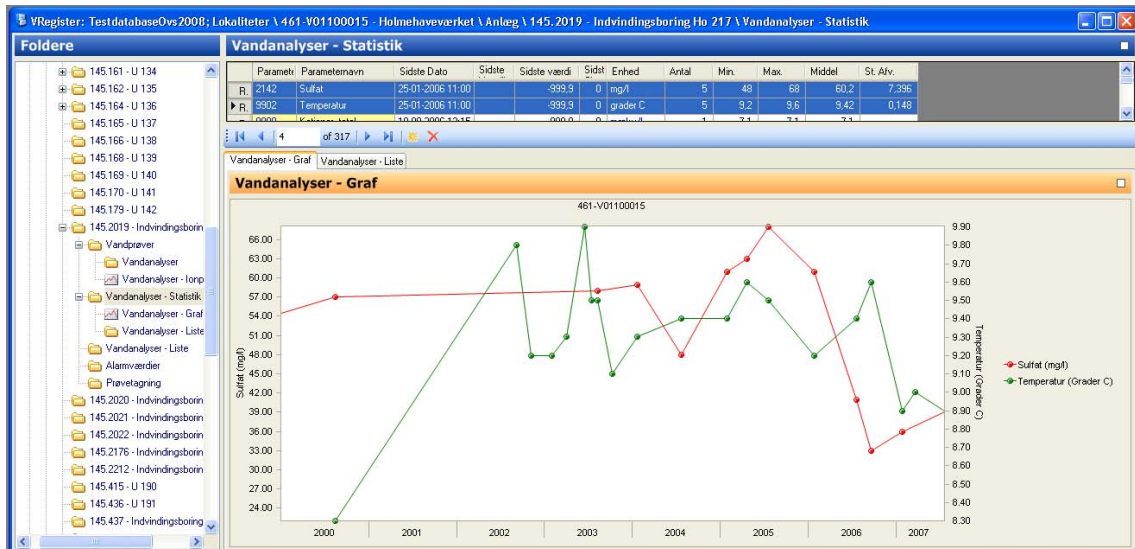 VRegister: TestdatabaseOvs2008; Lokaliteter \ 461-V01100015 - Holmehaveværket \ Anlæg \ 145.2019 - Indvindingsboring Ho 217 \ Vandanalyser - Statistik
Foldere
145.161 - U 134
145.162 - U 135
145.164 - U 136
145.165 - U 137
145.166 - U 138
145.168 - U 139
145.169 - U 140
145.170 - U 141
145.179 - U 142
145.2019 - Indvindingsborin
Vandprøver
Vandanalyser
Vandanalyser - Ionp
Vandanalyser - Statistik
Vandanalyser - Graf
Vandanalyser - Liste
Vandanalyser - Liste
Alarmværdier
Prøvetagning
145.2020 - Indvindingsborin
145.2021 - Indvindingsborin
145.2022 - Indvindingsborin
145.2176 - Indvindingsborin
145.2212 - Indvindingsborin
145.415 - U 190
145.436 - U 191
145.437 - Indvindingsboring
Vandanalyser - Statistik
Paramete Parameternavn Sidste Dato Sidste Sidste værdi Sidst Enhed Antal Min. Max. Middel St. Afv.
R. 2142 Sulfat 25-01-2006 11:00 -999,9 0 mg/l 5 48 68 60,2 7,396
R. 9902 Temperatur 25-01-2006 11:00 -999,9 0 grader C 5 9,2 9,6 9,42 0,148
4 of 317
Vandanalyser - Graf Vandanalyser - Liste
Vandanalyser - Graf
461-V01100015
66.00
63.00
60.00
57.00
54.00
51.00
48.00
45.00
42.00
39.00
36.00
33.00
30.00
27.00
24.00
Sulfat (mg/l)
2000 2001 2002 2003 2004 2005 2006 2007
9.90
9.80
9.70
9.60
9.50
9.40
9.30
9.20
9.10
9.00
8.90
8.80
8.70
8.60
8.50
8.40
8.30
Temperatur (Grader C)
Sulfat (mg/l)
Temperatur (Grader C)